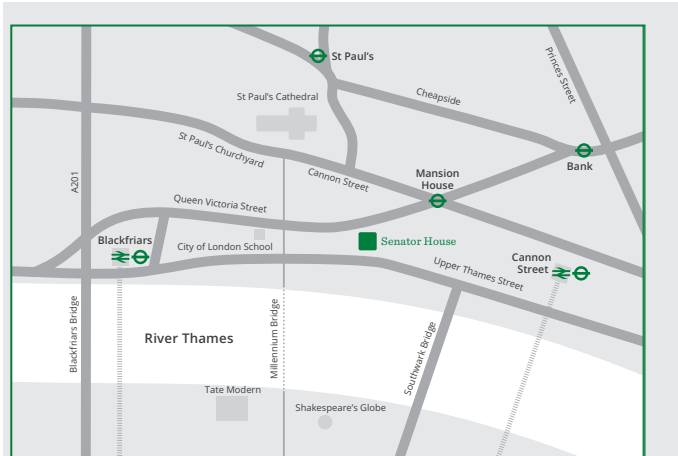 St Paul's
Princes Street
Cheapside
St Paul's Cathedral
St Paul's Churchyard
Cannon Street
Bank
Mansion
House
A201
Queen Victoria Street
Blackfriars
City of London School
Senator House
Cannon
Street
Upper Thames Street
Blackfriars Bridge
River Thames
Millennium Bridge
Southwark Bridge
Tate Modern
Shakespeare's Globe